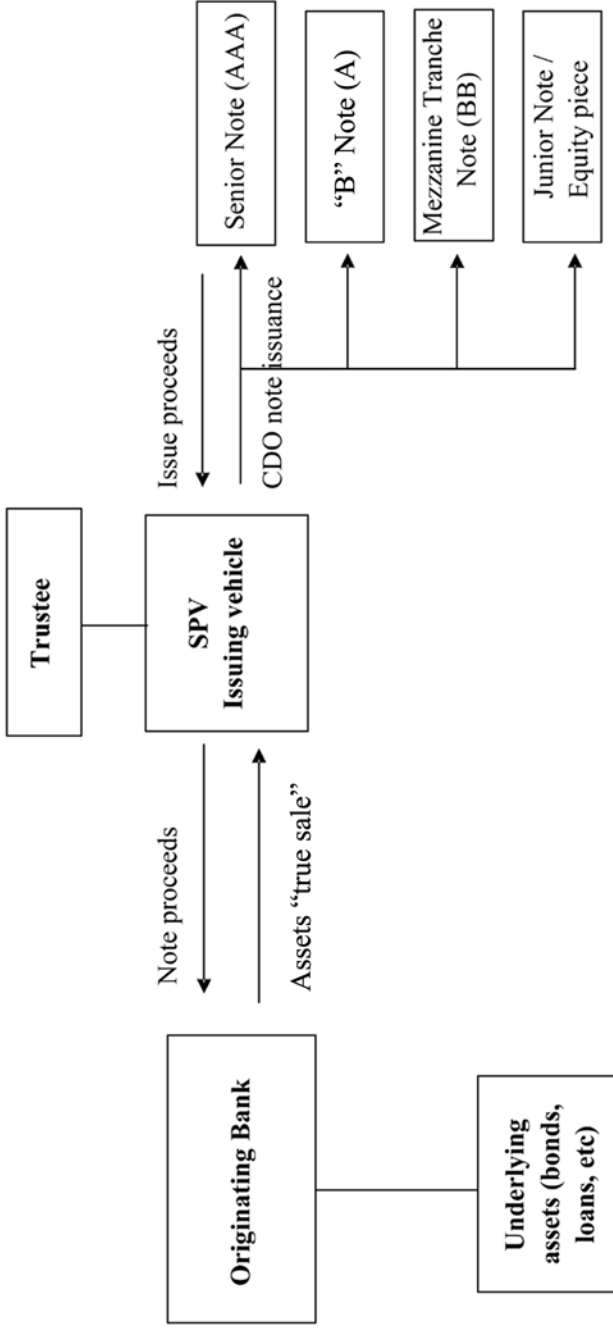 Trustee
Originating Bank
Note proceeds
Assets “true sale”
SPV
Issuing vehicle
Issue proceeds
CDO note issuance
Senior Note (AAA)
“B” Note (A)
Mezzanine Tranche
Note (BB)
Junior Note /
Equity piece
Underlying
assets (bonds,
loans, etc)